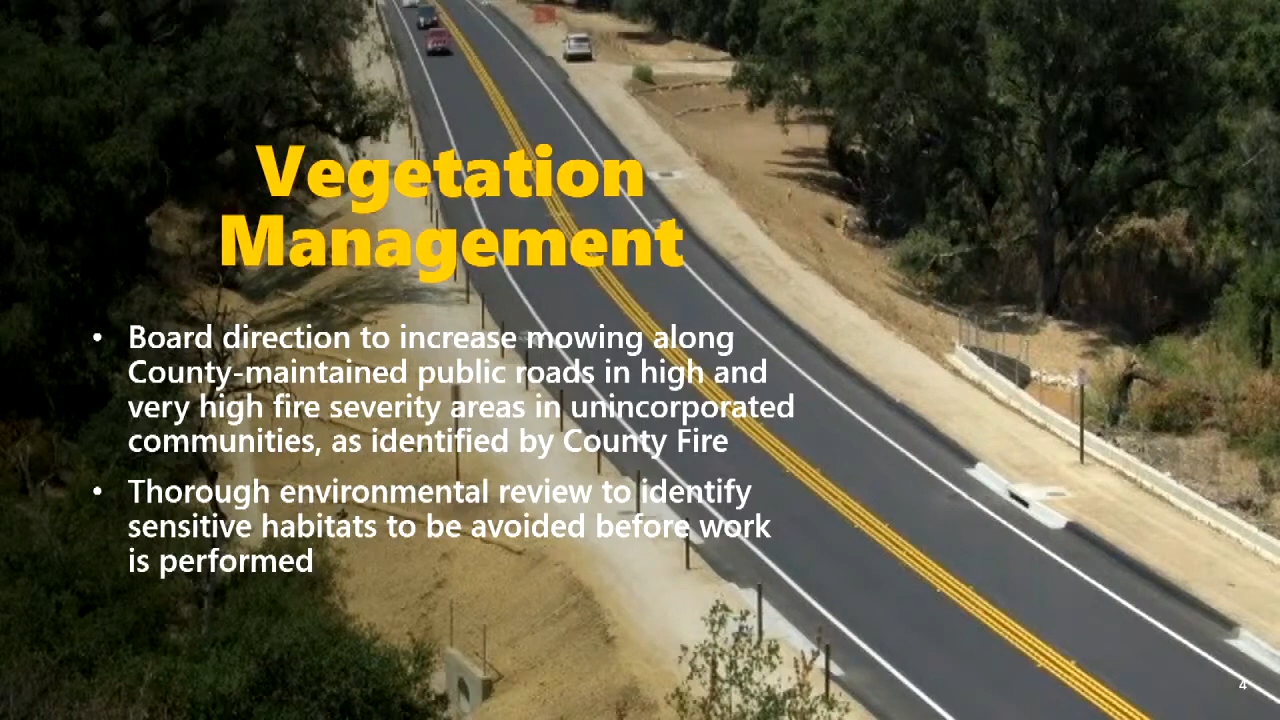 Vegetation
Management
• Board direction to increase mowing along
County-maintained public roads in high and
very high fire severity areas in unincorporated
communities, as identified by County Fire
• Thorough environmental review to identify
sensitive habitats to be avoided before work
is performed
4